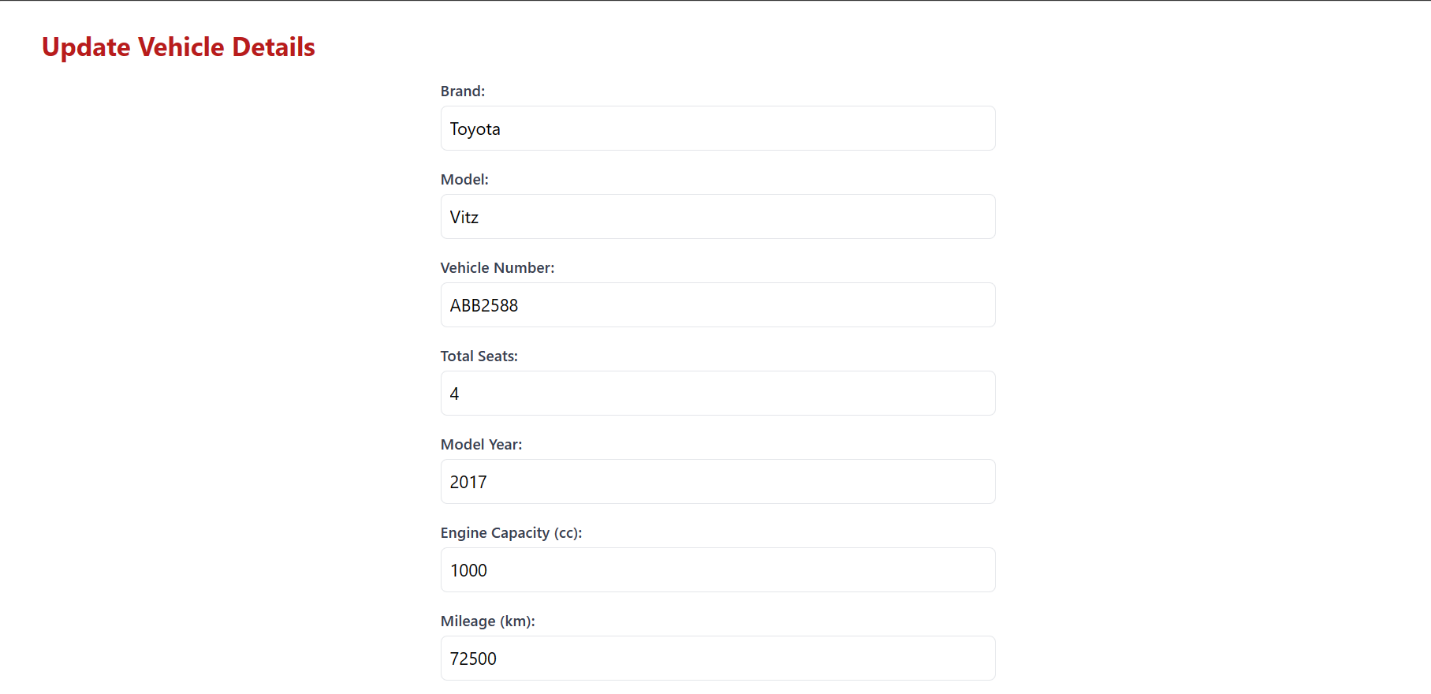 Update Vehicle Details
Brand:
Toyota
Model:
Vitz
Vehicle Number:
ABB2588
Total Seats:
4
Model Year:
2017
Engine Capacity (cc):
1000
Mileage (km):
72500